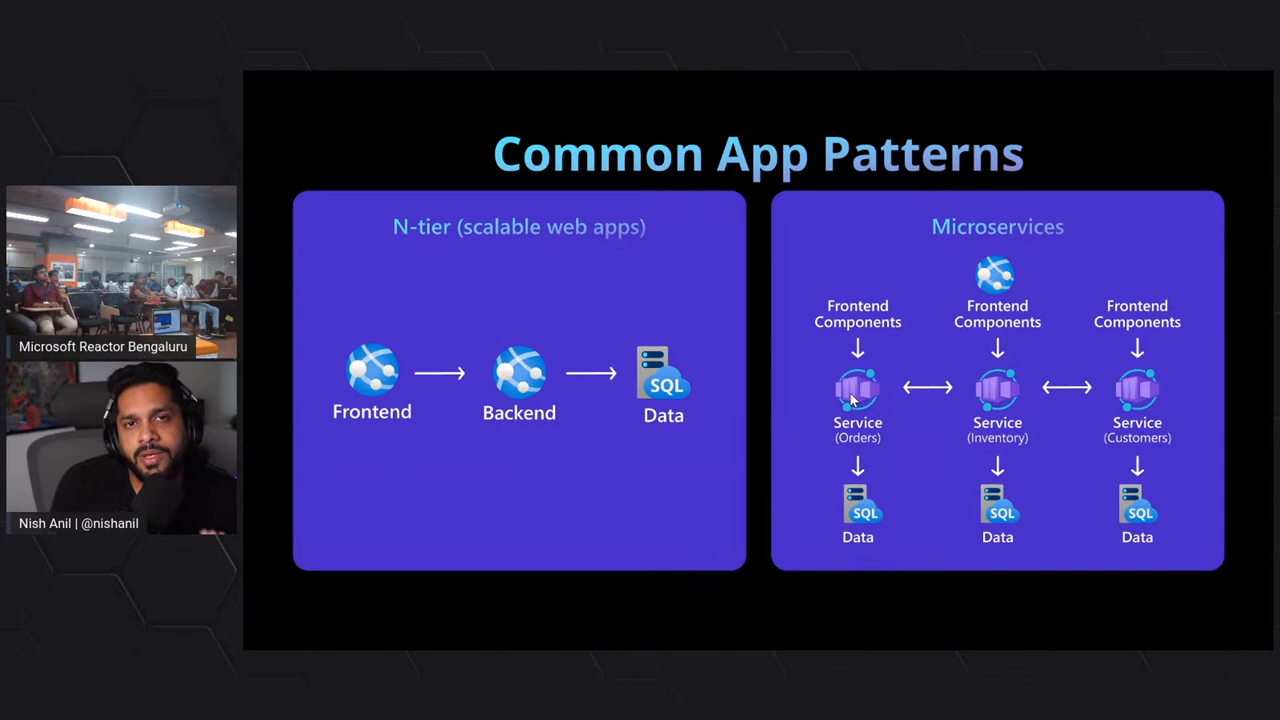 Common App Patterns
N-tier (scalable web apps)
Frontend
Backend
SQL
Data
Microservices
Frontend
Components
Frontend
Components
Frontend
Components
Service
(Orders)
Service
(Inventory)
Service
(Customers)
SQL
SQL
SQL
Data
Data
Data
Microsoft Reactor Bengaluru
Nish Anil | @nishanil